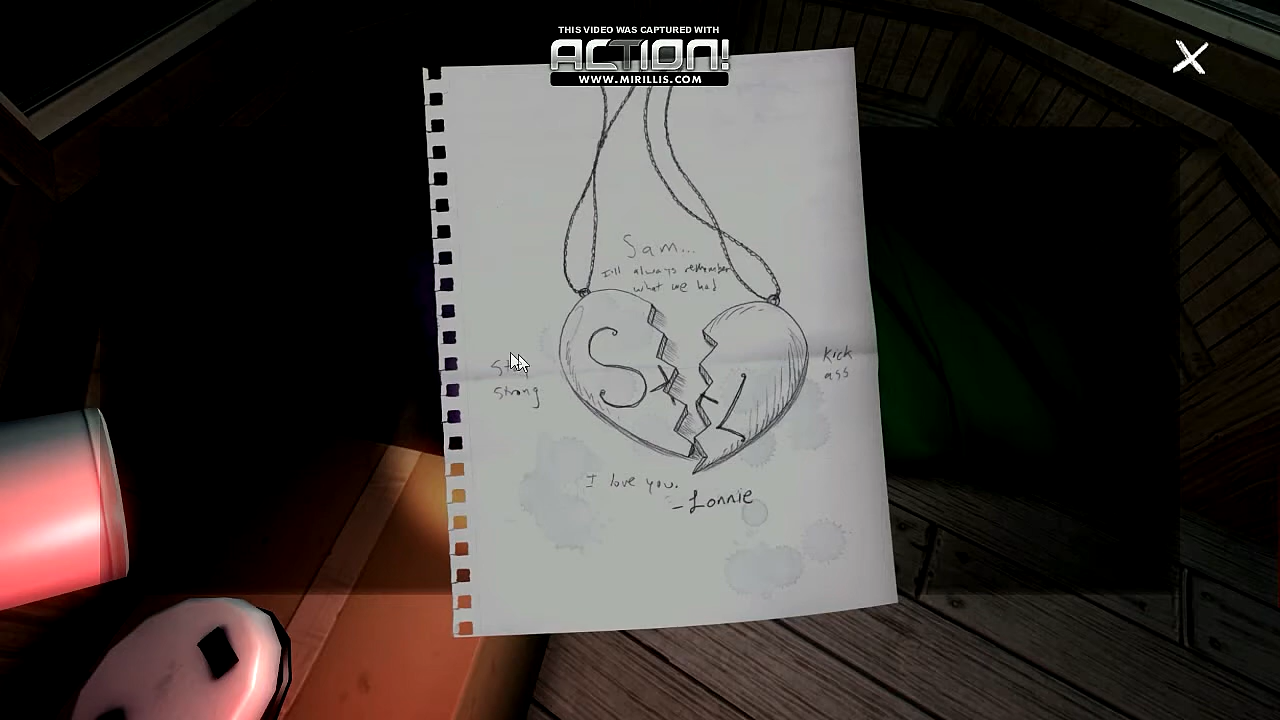 THIS VIDEO WAS CAPTURED WITH
ACTION!
WWW.MIRILLIS.COM
Sam...
I'll always remember
what we had
S
L
Stay
strong
Kick
ass
I love you.
-Lonnie